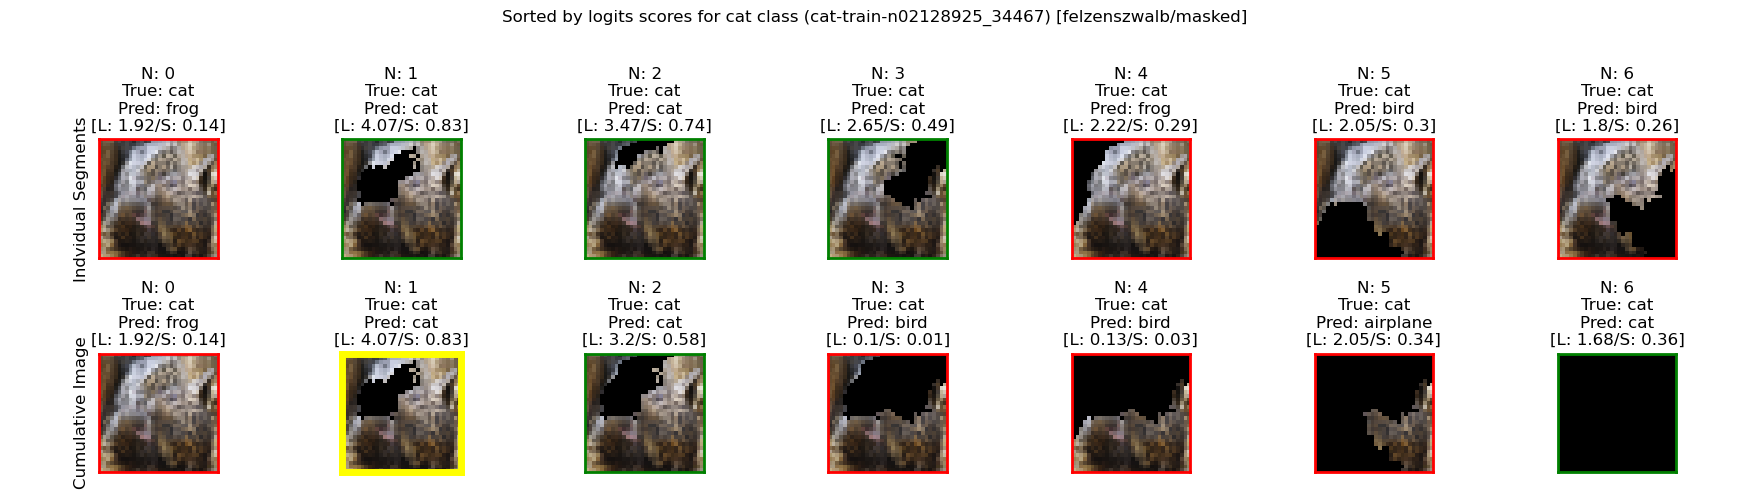 Sorted by logits scores for cat class (cat-train-n02128925_34467) [felzenszwalb/masked]
Indvidual Segments
N: 0
True: cat
Pred: frog
[L: 1.92/S: 0.14]
N: 1
True: cat
Pred: cat
[L: 4.07/S: 0.83]
N: 2
True: cat
Pred: cat
[L: 3.47/S: 0.74]
N: 3
True: cat
Pred: cat
[L: 2.65/S: 0.49]
N: 4
True: cat
Pred: frog
[L: 2.22/S: 0.29]
N: 5
True: cat
Pred: bird
[L: 2.05/S: 0.3]
N: 6
True: cat
Pred: bird
[L: 1.8/S: 0.26]
Cumulative Image
N: 0
True: cat
Pred: frog
[L: 1.92/S: 0.14]
N: 1
True: cat
Pred: cat
[L: 4.07/S: 0.83]
N: 2
True: cat
Pred: cat
[L: 3.2/S: 0.58]
N: 3
True: cat
Pred: bird
[L: 0.1/S: 0.01]
N: 4
True: cat
Pred: bird
[L: 0.13/S: 0.03]
N: 5
True: cat
Pred: airplane
[L: 2.05/S: 0.34]
N: 6
True: cat
Pred: cat
[L: 1.68/S: 0.36]